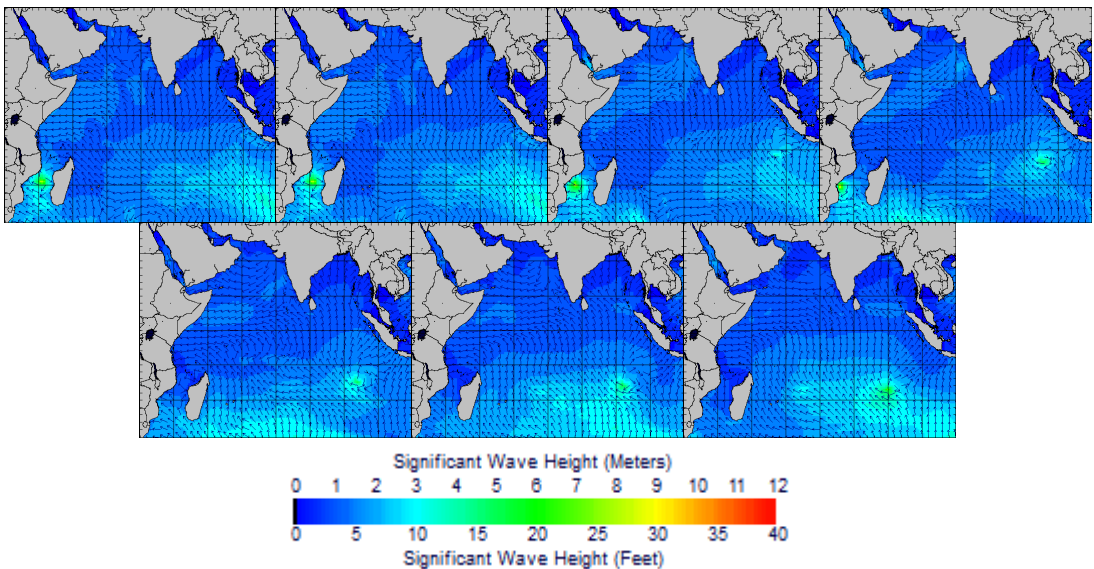 Significant Wave Height (Meters)
0 1 2 3 4 5 6 7 8 9 10 11 12
0 5 10 15 20 25 30 35 40
Significant Wave Height (Feet)